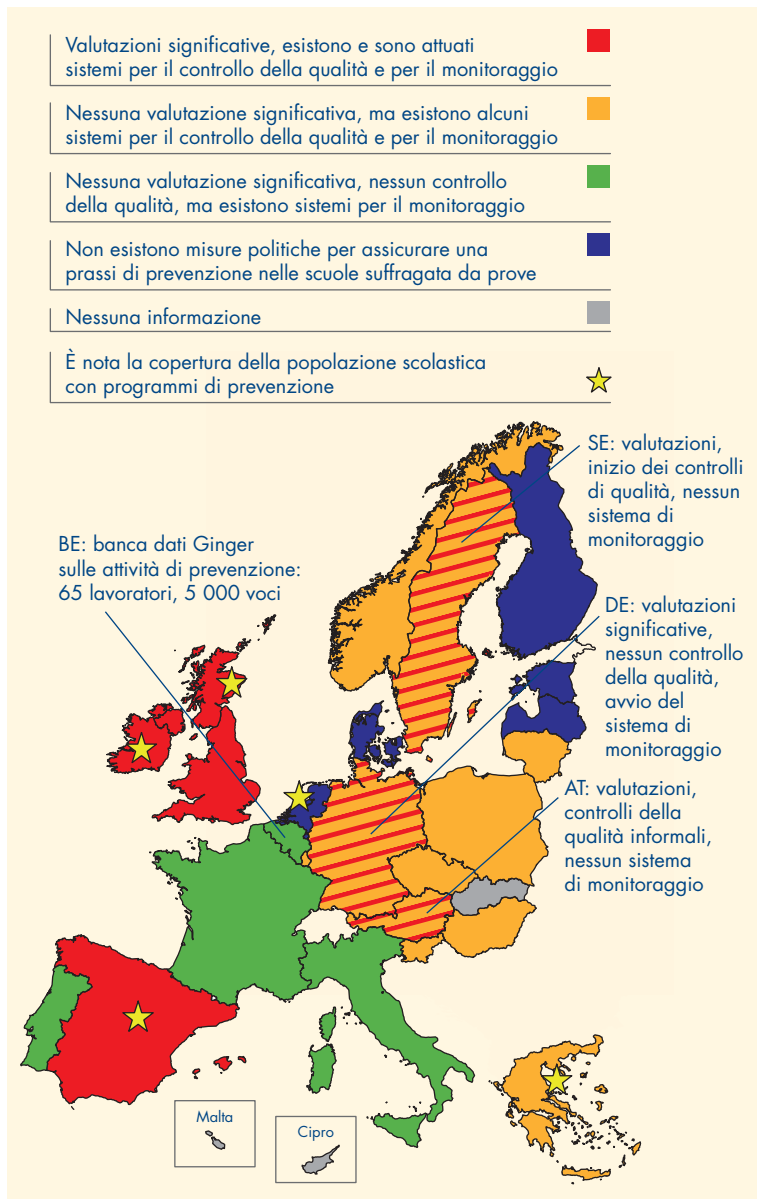 Valutazioni significative, esistono e sono attuati
sistemi per il controllo della qualità e per il monitoraggio
Nessuna valutazione significativa, ma esistono alcuni
sistemi per il controllo della qualità e per il monitoraggio
Nessuna valutazione significativa, nessun controllo
della qualità, ma esistono sistemi per il monitoraggio
Non esistono misure politiche per assicurare una
prassi di prevenzione nelle scuole suffragata da prove
Nessuna informazione
È nota la copertura della popolazione scolastica
con programmi di prevenzione
SE: valutazioni,
inizio dei controlli
di qualità, nessun
sistema di
monitoraggio
BE: banca dati Ginger
sulle attività di prevenzione:
65 lavoratori, 5 000 voci
DE: valutazioni
significative,
nessun controllo
della qualità,
avvio del
sistema di
monitoraggio
AT: valutazioni,
controlli della
qualità informali,
nessun sistema
di monitoraggio
Malta
Cipro